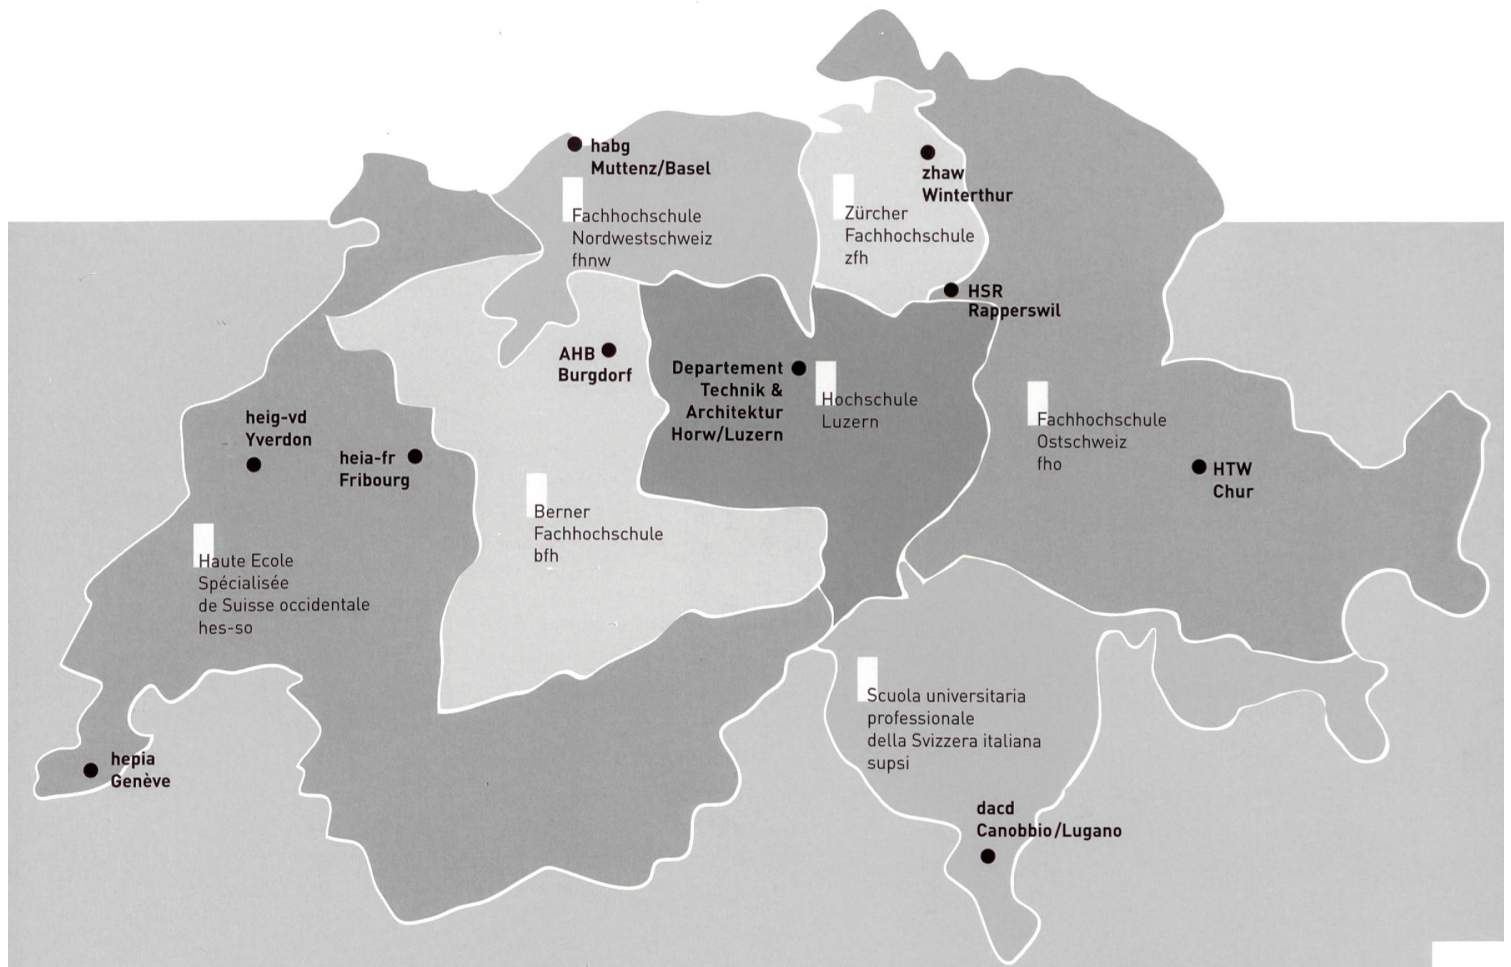 habg
Muttenz/Basel
Fachhochschule
Nordwestschweiz
fhnw
zhaw
Winterthur
Zürcher
Fachhochschule
zfh
HSR
Rapperswil
AHB
Burgdorf
Departement
Technik &
Architektur
Horw/Luzern
Hochschule
Luzern
Fachhochschule
Ostschweiz
fho
HTW
Chur
heig-vd
Yverdon
heia-fr
Fribourg
Berner
Fachhochschule
bfh
Haute Ecole
Spécialisée
de Suisse occidentale
hes-so
Scuola universitaria
professionale
della Svizzera italiana
supsi
hepia
Genève
dacd
Canobbio/Lugano